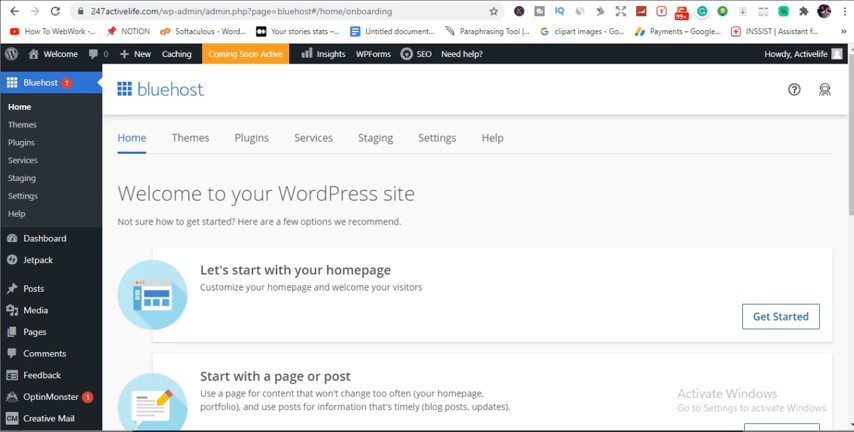 247activelife.com/wp-admin/admin.php?page=bluehost#/home/onboarding
99+
How To WebWork -...
NOTION
Softaculous - Word...
Your stories stats –...
Untitled document...
Paraphrasing Tool |...
clipart images - Go...
Payments – Google...
INSSIST | Assistant f...
Welcome
0
New
Caching
Coming Soon Active
Insights
WPForms
SEO
Need help?
Howdy, Activelife
Bluehost 1
Home
Themes
Plugins
Services
Staging
Settings
Help
Dashboard
Jetpack
Posts
Media
Pages
Comments
Feedback
OptinMonster 1
CM Creative Mail
bluehost
Home Themes Plugins Services Staging Settings Help
Welcome to your WordPress site
Not sure how to get started? Here are a few options we recommend.
Let's start with your homepage
Customize your homepage and welcome your visitors
Get Started
Start with a page or post
Use a page for content that won't change too often (your homepage,
portfolio), and use posts for information that's timely (blog posts, updates).
Activate Windows
Go to Settings to activate Windows.